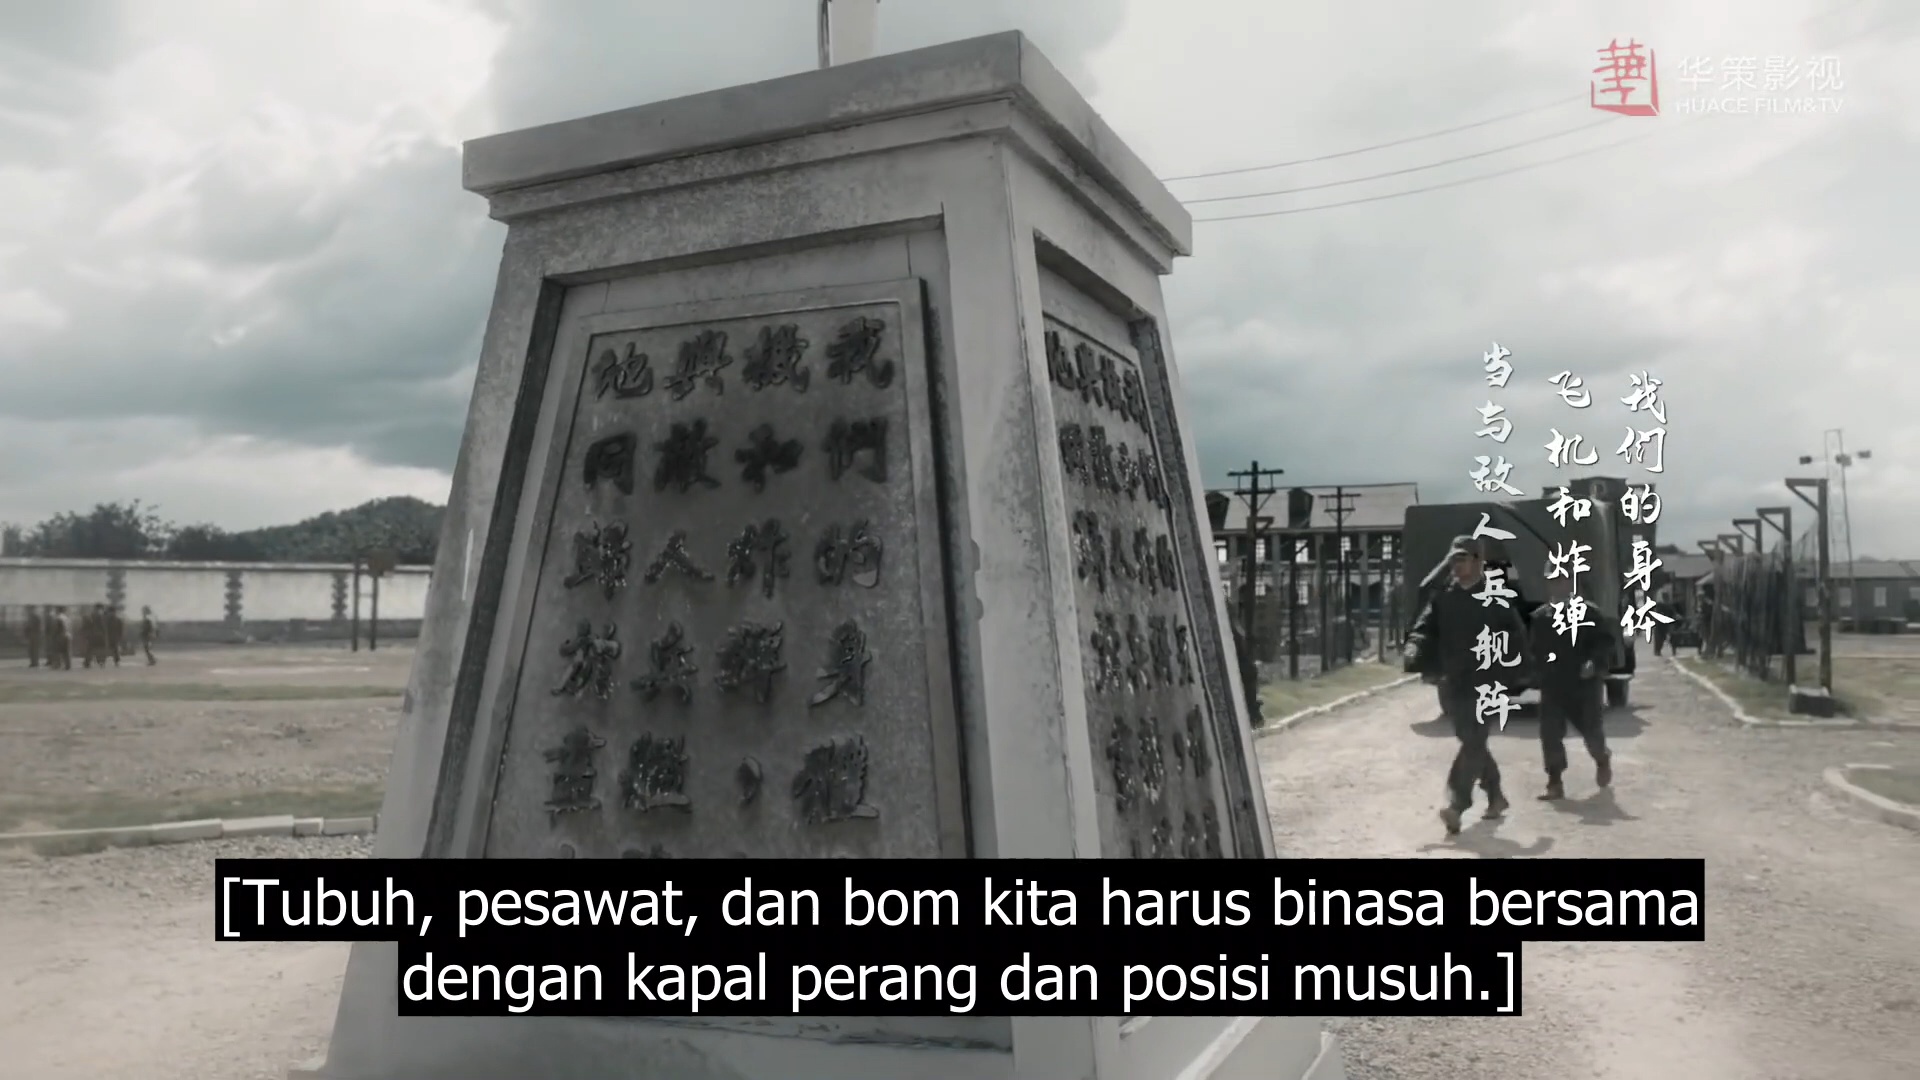 华策影视
HUACE FILM&TV
我們的身體
機和炸彈，
與敵人兵艦
地同歸於盡
我们的身体
飞机和炸弹，
当与敌人兵舰阵
[Tubuh, pesawat, dan bom kita harus binasa bersama
dengan kapal perang dan posisi musuh.]